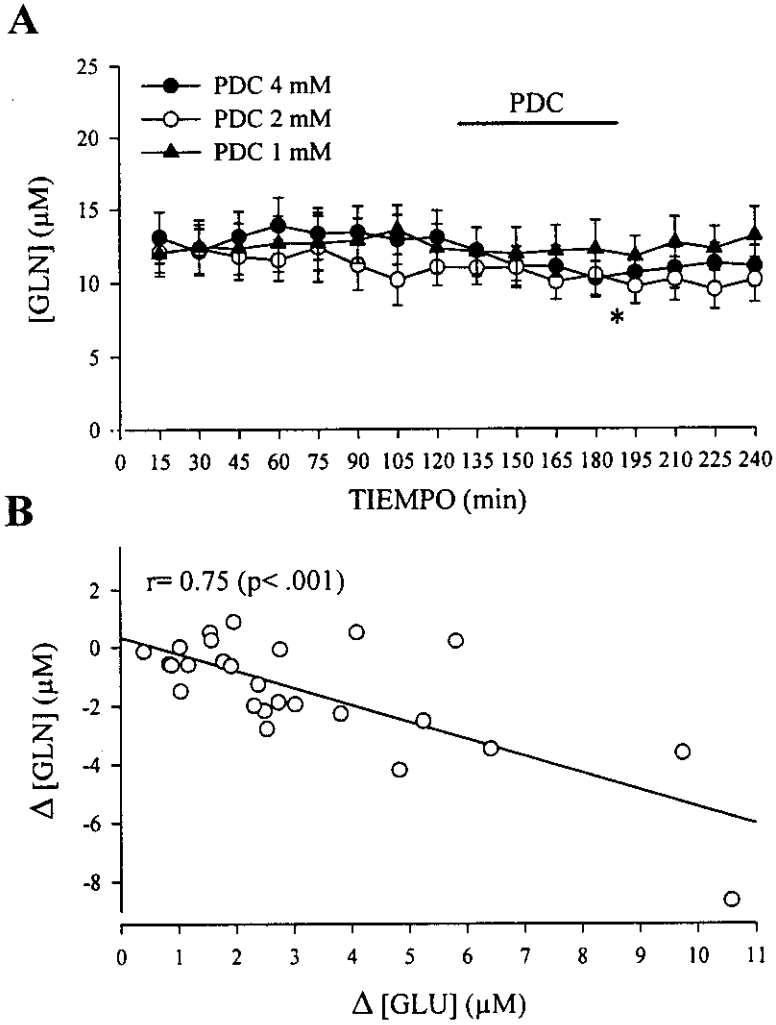 A
25
20
15
10
5
0
[GLN] (μM)
PDC 4 mM
PDC 2 mM
PDC 1 mM
PDC
*
0 15 30 45 60 75 90 105 120 135 150 165 180 195 210 225 240
TIEMPO (min)
B
r= 0.75 (p< .001)
2
0
-2
-4
-6
-8
Δ [GLN] (μM)
0 1 2 3 4 5 6 7 8 9 10 11
Δ [GLU] (μM)